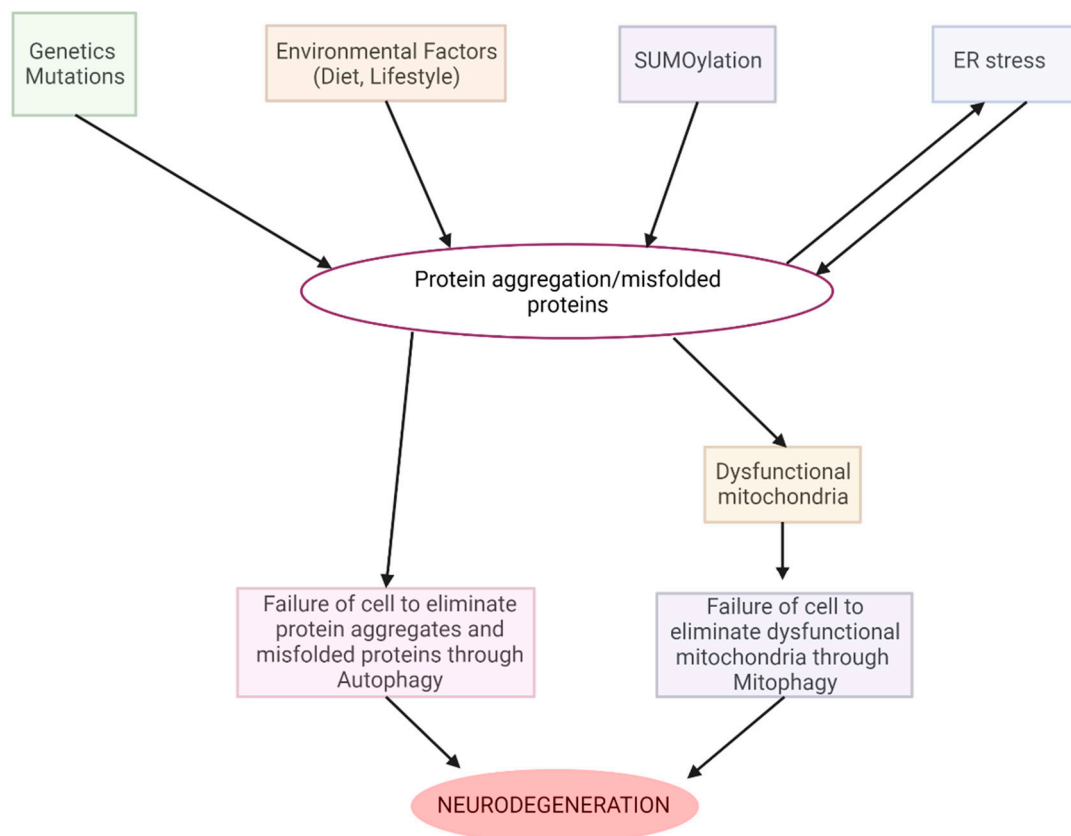 Genetics
Mutations
Environmental Factors
(Diet, Lifestyle)
SUMOylation
ER stress
Protein aggregation/misfolded
proteins
Dysfunctional
mitochondria
Failure of cell to eliminate
protein aggregates and
misfolded proteins through
Autophagy
Failure of cell to
eliminate dysfunctional
mitochondria through
Mitophagy
NEURODEGENERATION